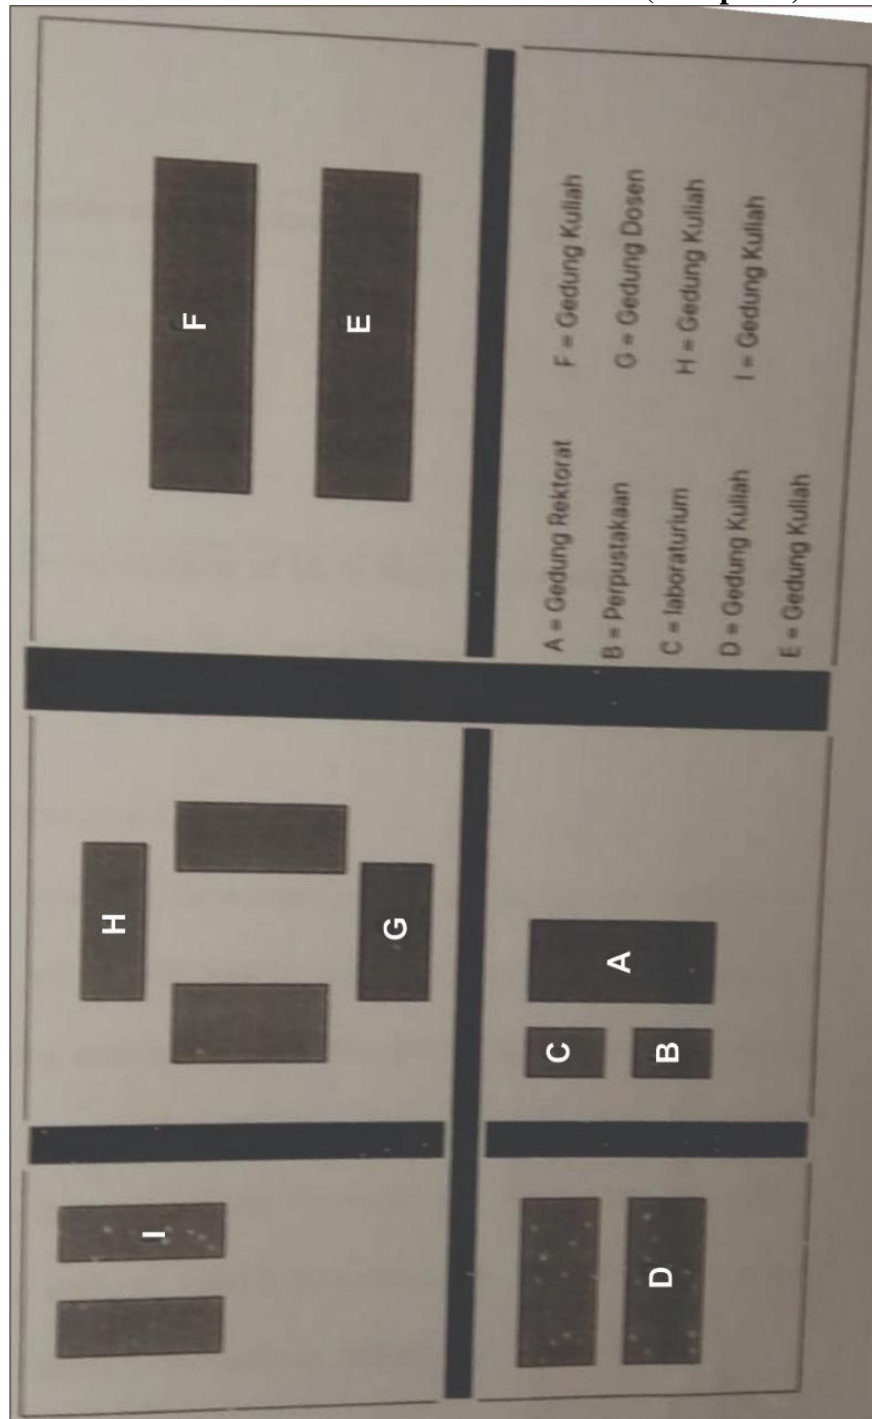 I
H
F
G
E
C
A
B
D
A = Gedung Rektorat
B = Perpustakaan
C = laboraturium
D = Gedung Kuliah
E = Gedung Kuliah
F = Gedung Kuliah
G = Gedung Dosen
H = Gedung Kuliah
I = Gedung Kuliah